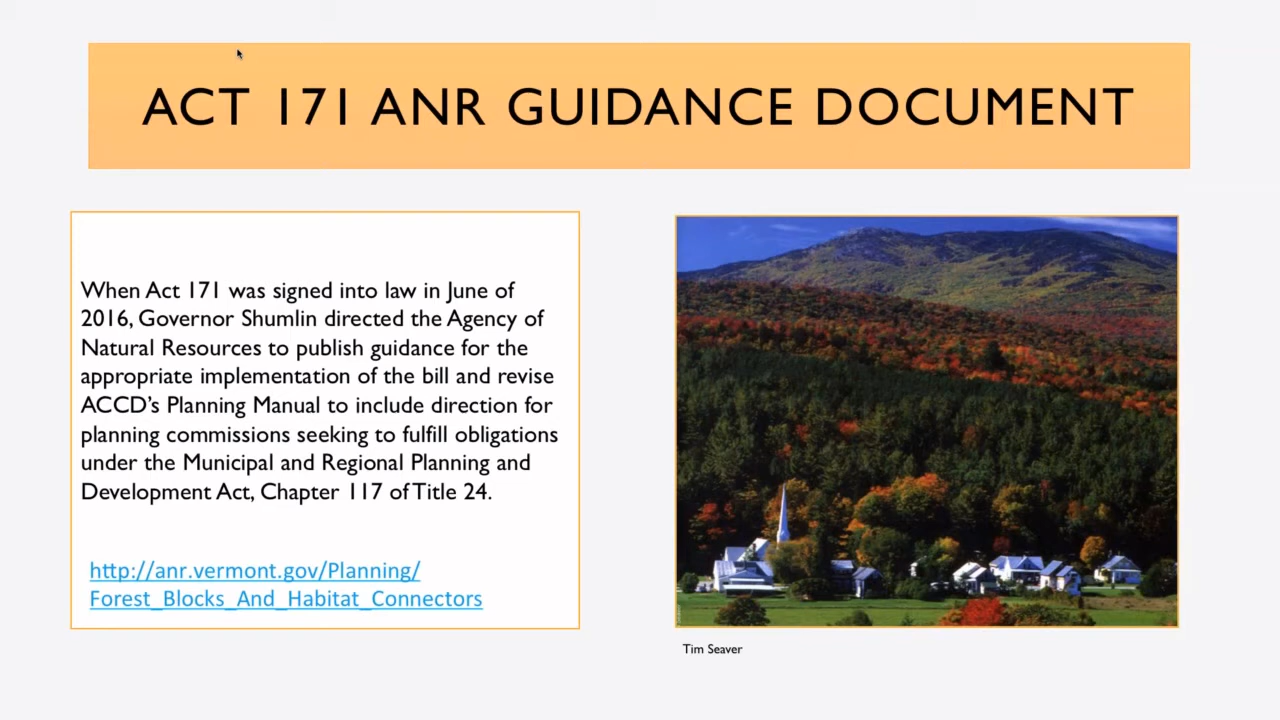 ACT 171 ANR GUIDANCE DOCUMENT
When Act 171 was signed into law in June of
2016, Governor Shumlin directed the Agency of
Natural Resources to publish guidance for the
appropriate implementation of the bill and revise
ACCD’s Planning Manual to include direction for
planning commissions seeking to fulfill obligations
under the Municipal and Regional Planning and
Development Act, Chapter 117 of Title 24.
http://anr.vermont.gov/Planning/
Forest_Blocks_And_Habitat_Connectors
Tim Seaver